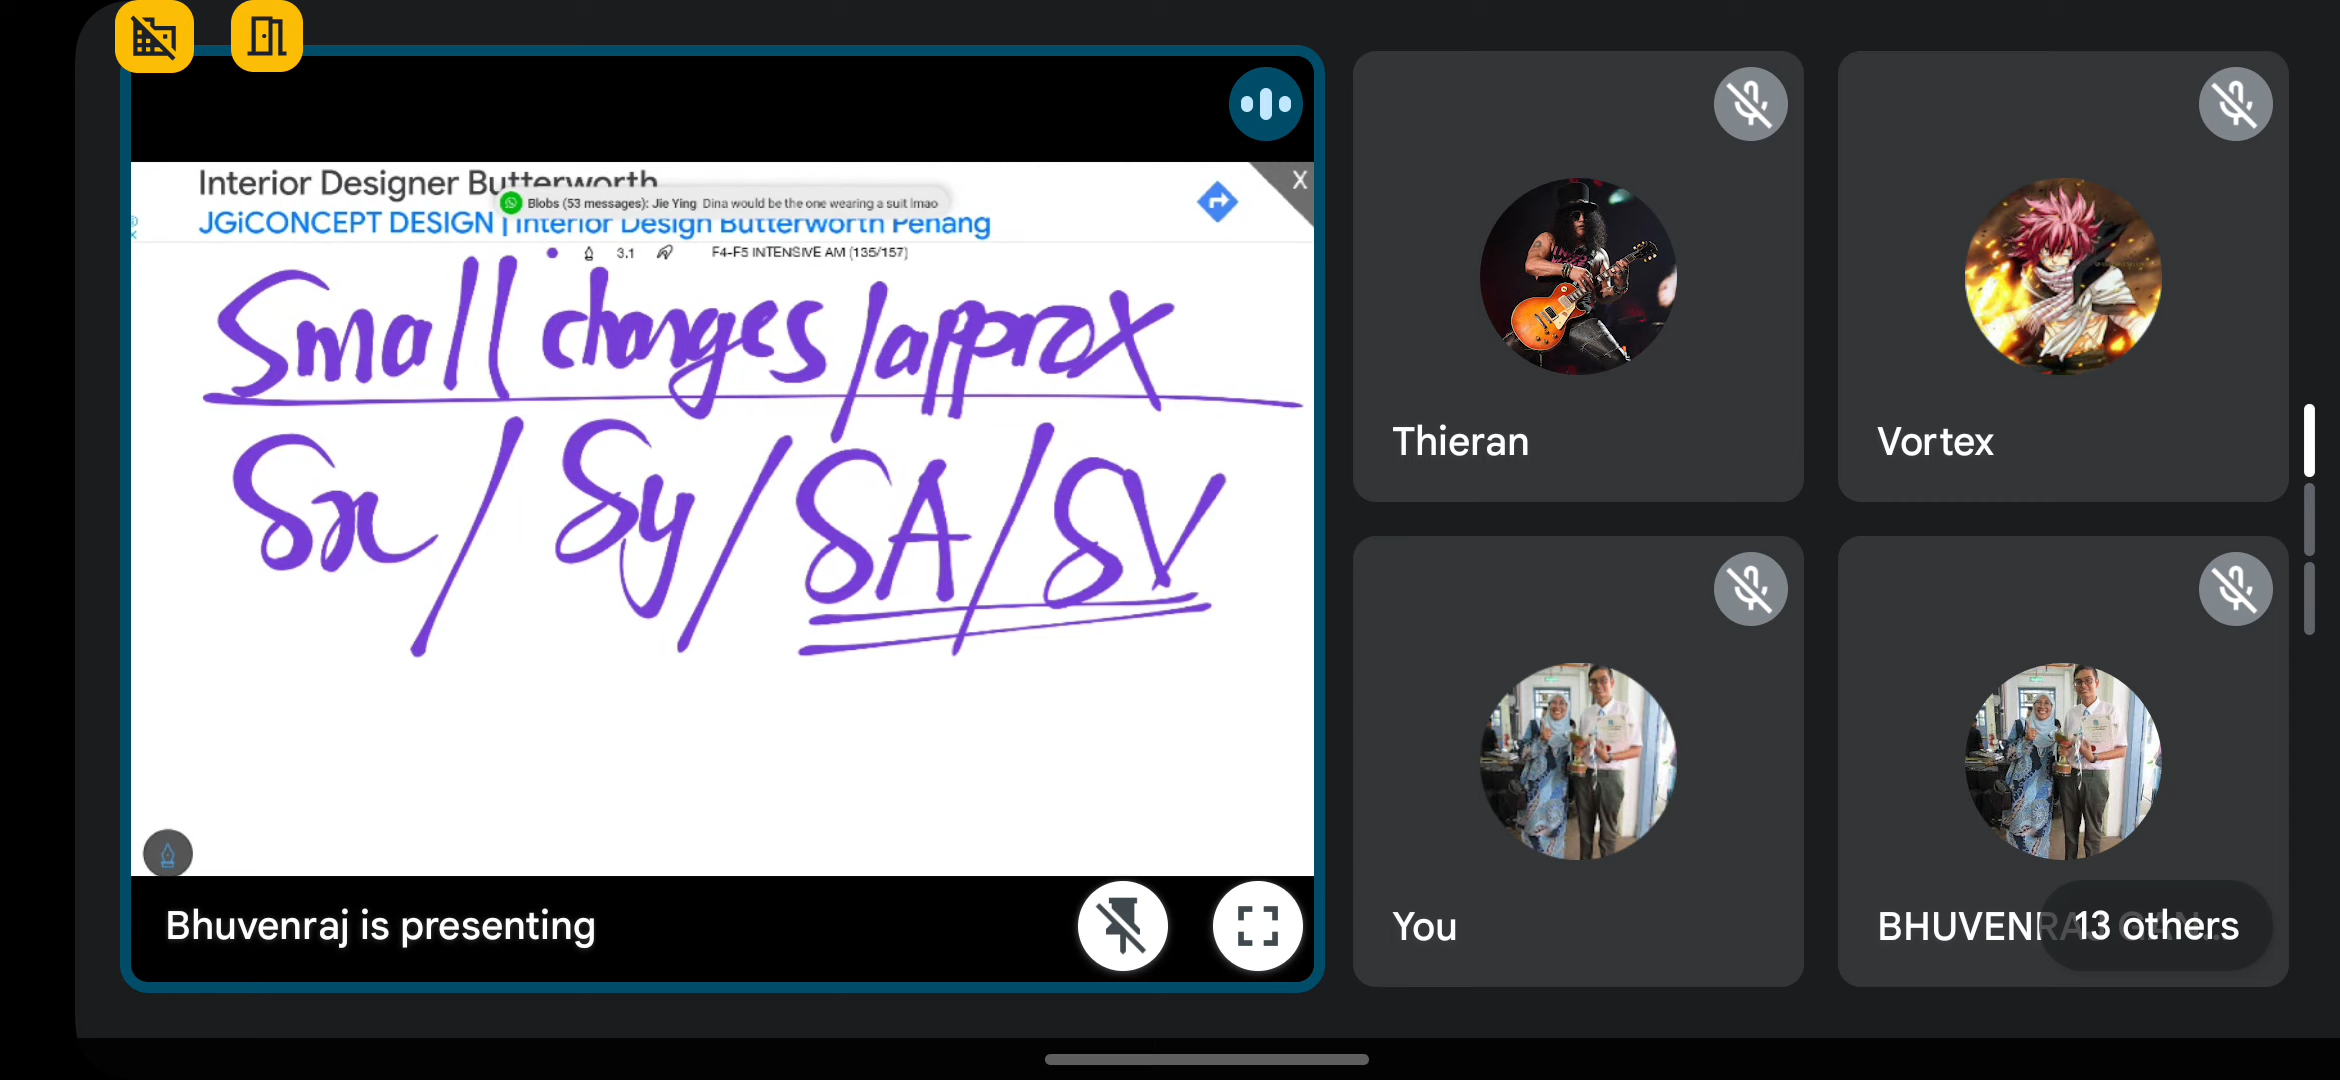 Interior Designer Butterworth
Blobs (53 messages): Jie Ying Dina would be the one wearing a suit lmao
JGiCONCEPT DESIGN | Interior Design Butterworth Penang
X
3.1 F4-F5 INTENSIVE AM (135/157)
Small changes/approx
δx/δy/δA/δV
Bhuvenraj is presenting
Thieran
Vortex
You
BHUVENRAJ
13 others